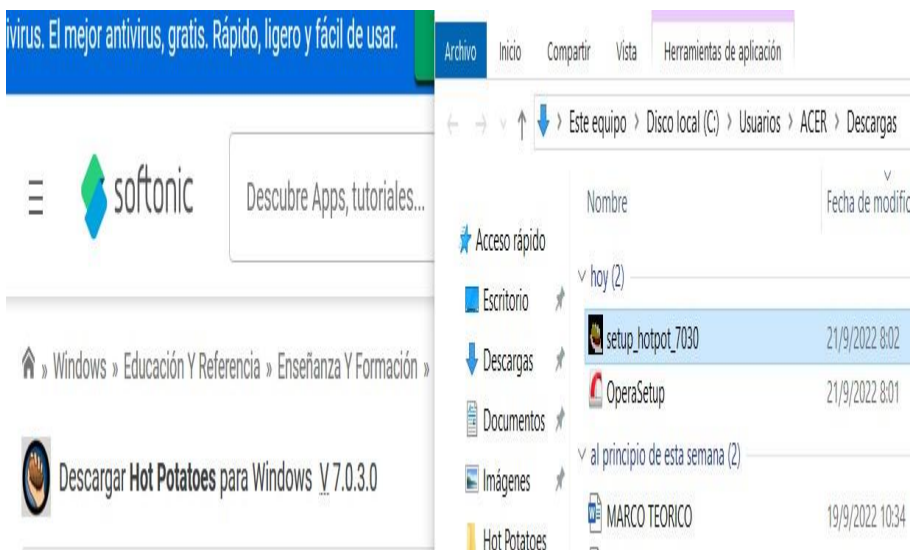 ivirus. El mejor antivirus, gratis. Rápido, ligero y fácil de usar.
softonic
Descubre Apps, tutoriales...
» Windows » Educación Y Referencia » Enseñanza Y Formación »
Descargar Hot Potatoes para Windows V 7.0.3.0
Archivo Inicio Compartir Vista Herramientas de aplicación
Este equipo > Disco local (C:) > Usuarios > ACER > Descargas
Nombre Fecha de modific
Acceso rápido
hoy (2)
Escritorio
setup_hotpot_7030 21/9/2022 8:02
Descargas
OperaSetup 21/9/2022 8:01
Documentos
al principio de esta semana (2)
Imágenes
MARCO TEORICO 19/9/2022 10:34
Hot Potatoes